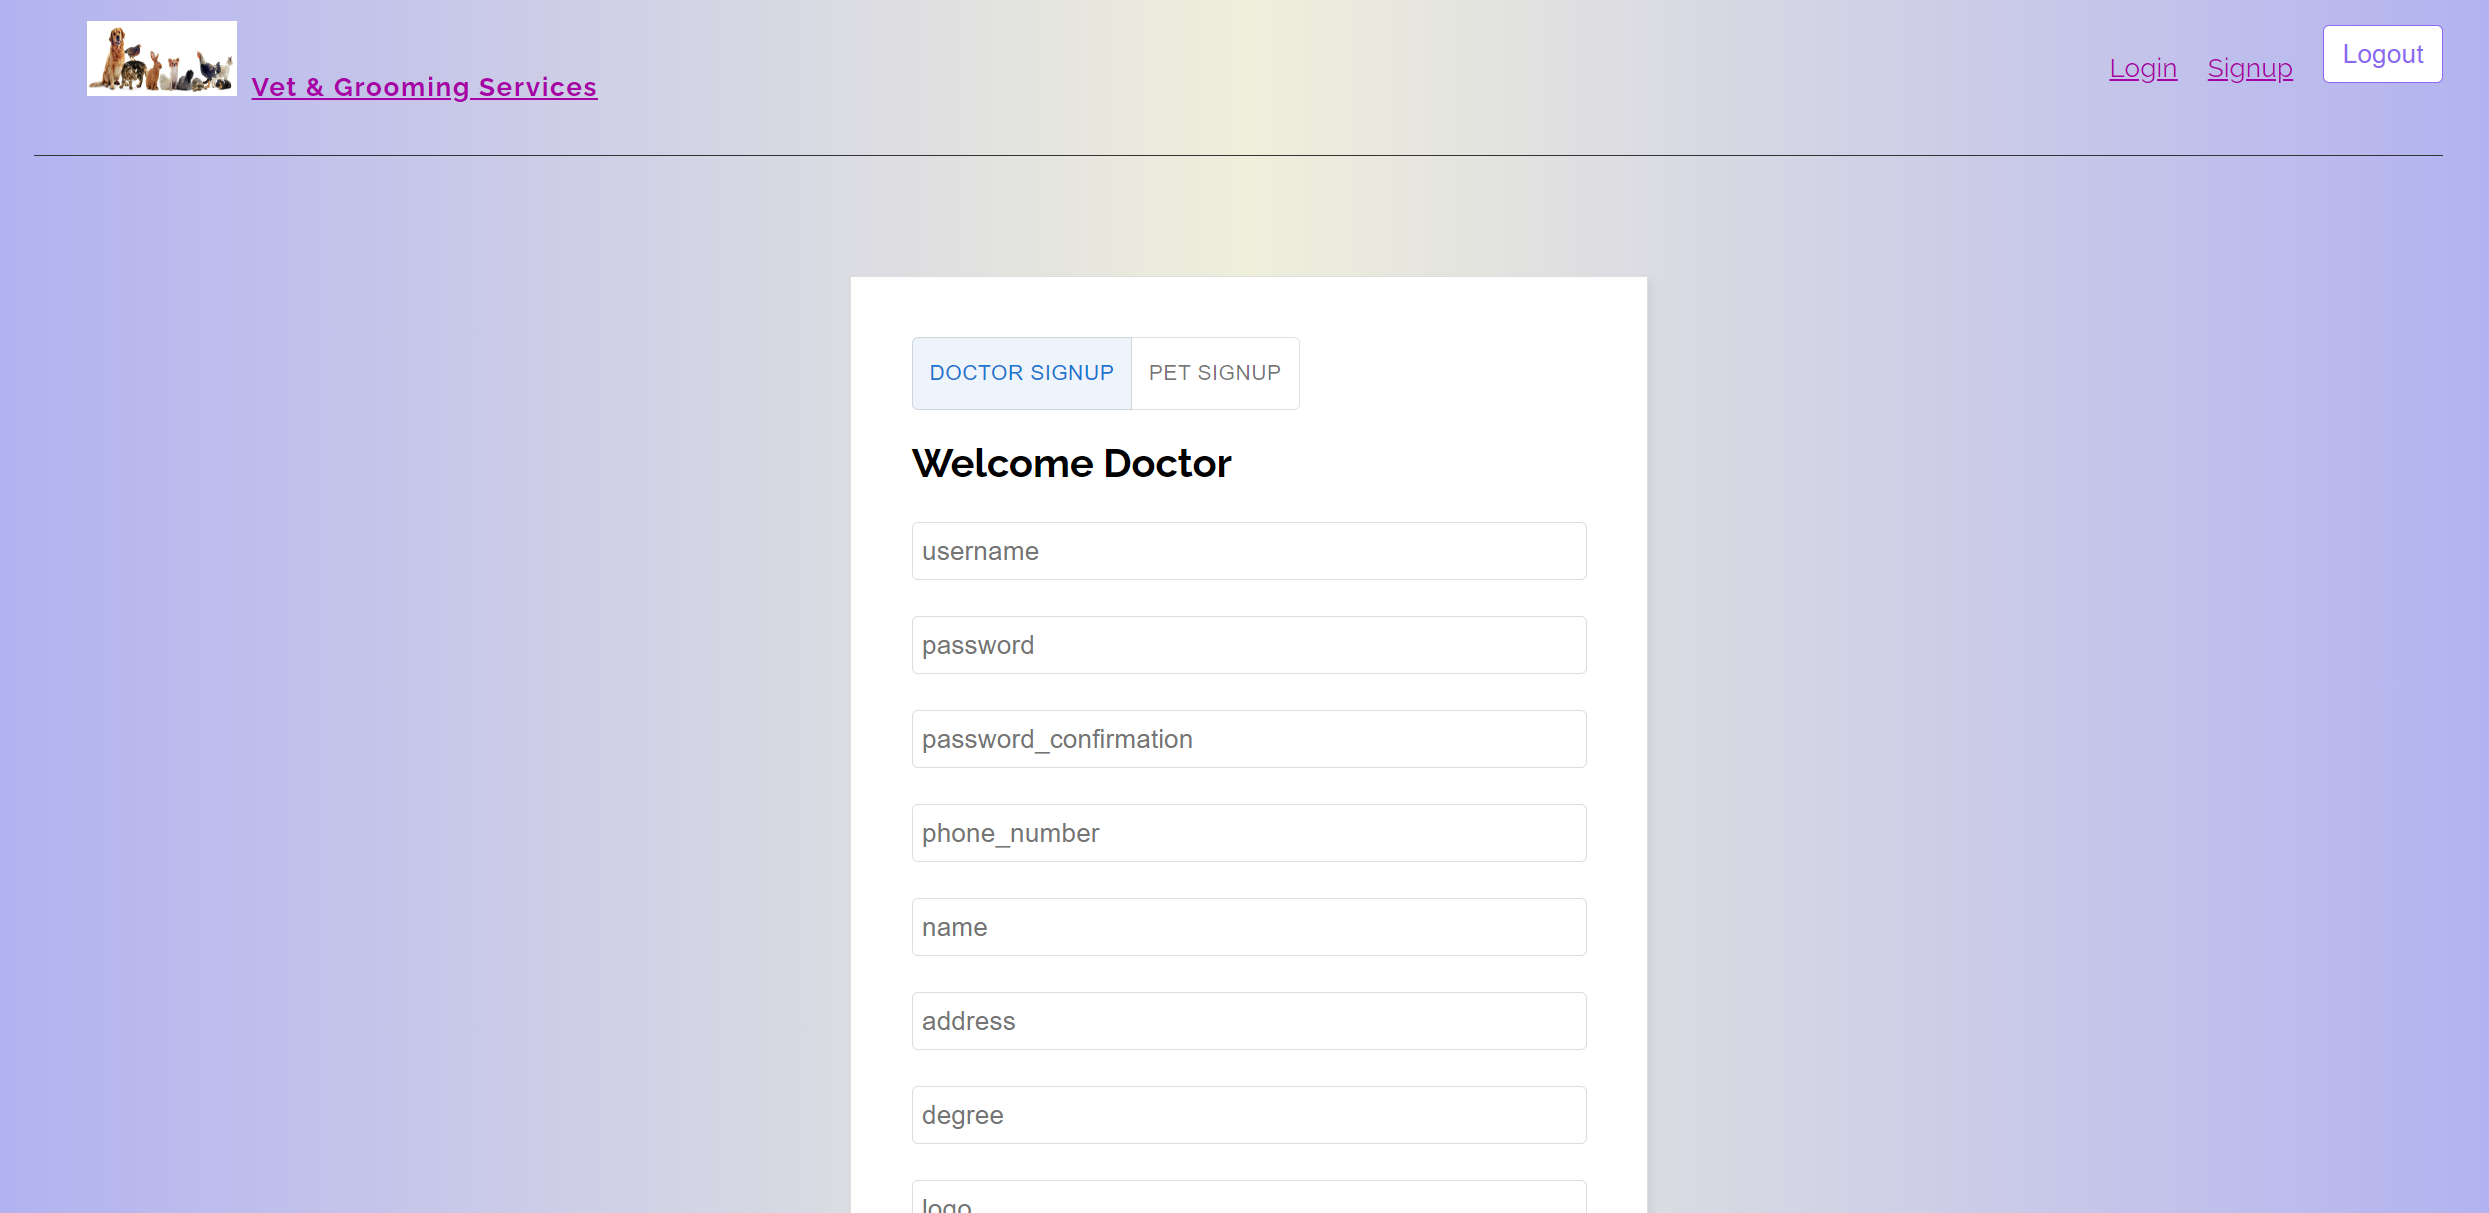 Vet & Grooming Services
Login Signup Logout
DOCTOR SIGNUP PET SIGNUP
Welcome Doctor
username
password
password_confirmation
phone_number
name
address
degree
logo